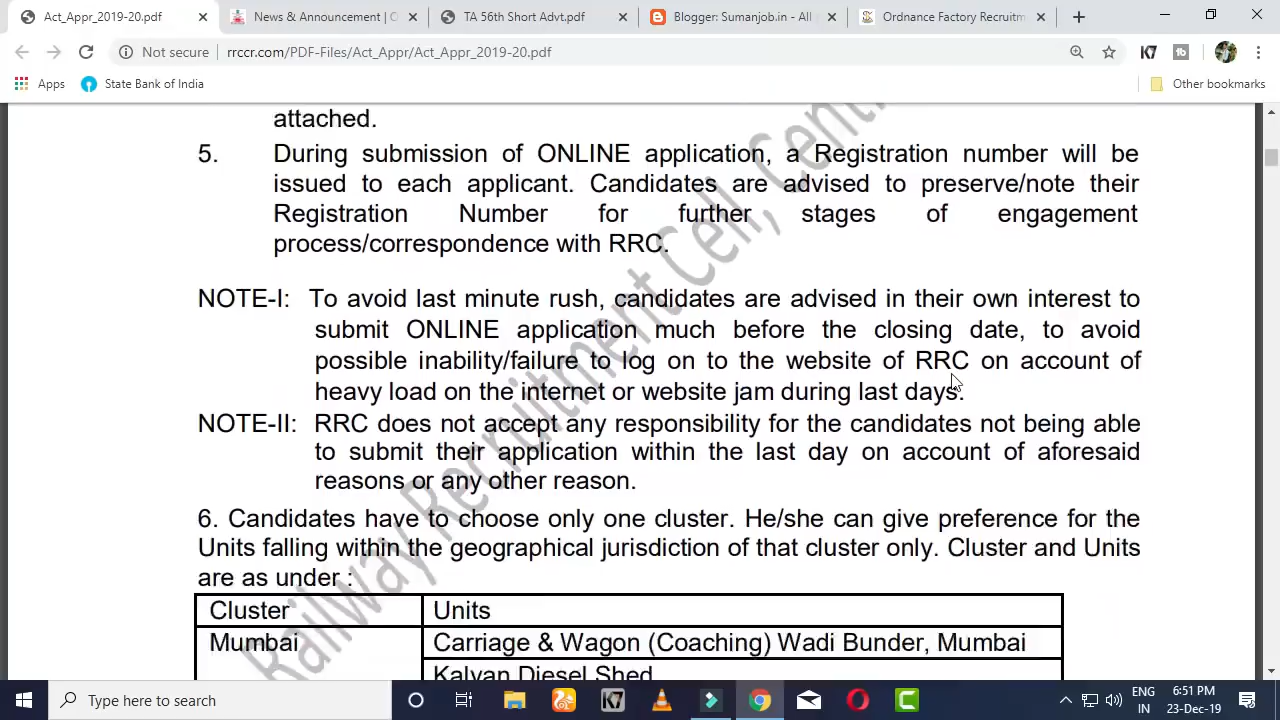 Act_Appr_2019-20.pdf
News & Announcement | O
TA 56th Short Advt.pdf
Blogger: Sumanjob.in - All
Ordnance Factory Recruitm
Not secure
rrccr.com/PDF-Files/Act_Appr/Act_Appr_2019-20.pdf
Apps
State Bank of India
Other bookmarks
attached.
5. During submission of ONLINE application, a Registration number will be
issued to each applicant. Candidates are advised to preserve/note their
Registration Number for further stages of engagement
process/correspondence with RRC.
NOTE-I: To avoid last minute rush, candidates are advised in their own interest to
submit ONLINE application much before the closing date, to avoid
possible inability/failure to log on to the website of RRC on account of
heavy load on the internet or website jam during last days.
NOTE-II: RRC does not accept any responsibility for the candidates not being able
to submit their application within the last day on account of aforesaid
reasons or any other reason.
6. Candidates have to choose only one cluster. He/she can give preference for the
Units falling within the geographical jurisdiction of that cluster only. Cluster and Units
are as under :
Cluster Units
Mumbai Carriage & Wagon (Coaching) Wadi Bunder, Mumbai
Kalyan Diesel Shed
Railway Recruitment Cell, Centr
Type here to search
ENG
IN
6:51 PM
23-Dec-19